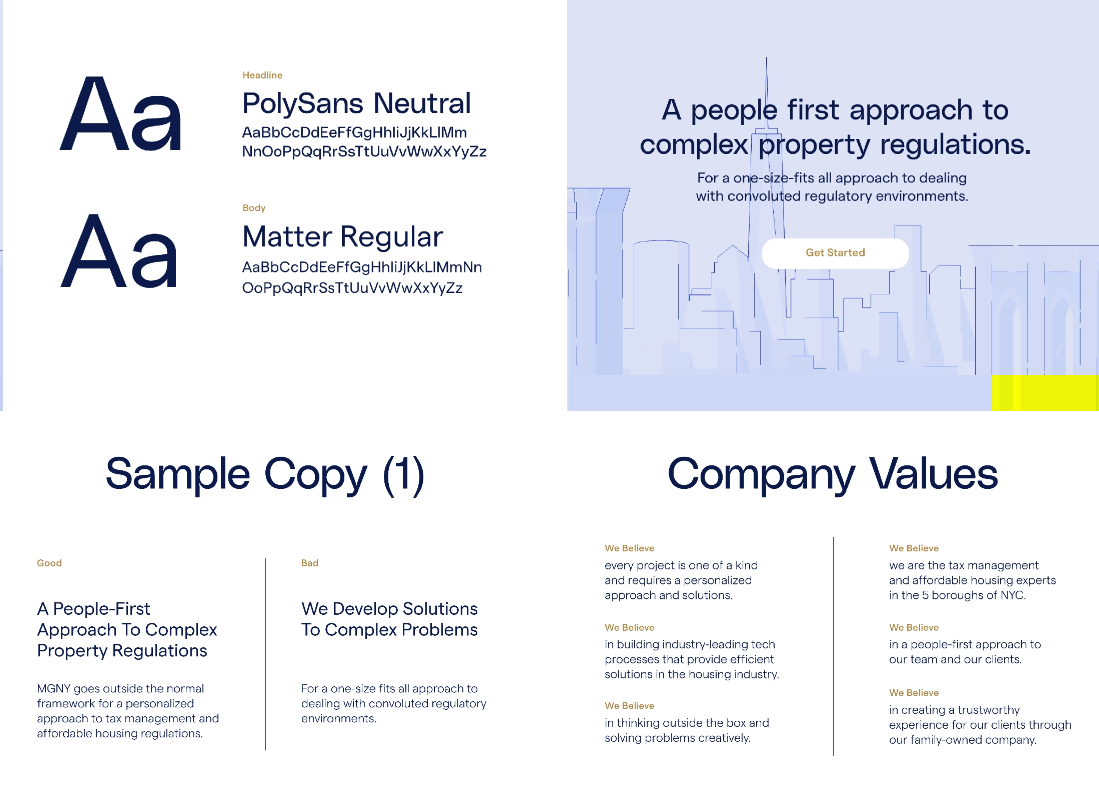 Aa
Headline
PolySans Neutral
AaBbCcDdEeFfGgHhIiJjKkLlMm
NnOoPpQqRrSsTtUuVvWwXxYyZz
Aa
Body
Matter Regular
AaBbCcDdEeFfGgHhIiJjKkLlMmNn
OoPpQqRrSsTtUuVvWwXxYyZz
A people first approach to
complex property regulations.
For a one-size-fits all approach to dealing
with convoluted regulatory environments.
Get Started
Sample Copy (1)
Good
A People-First
Approach To Complex
Property Regulations
MGNY goes outside the normal
framework for a personalized
approach to tax management and
affordable housing regulations.
Bad
We Develop Solutions
To Complex Problems
For a one-size fits all approach to
dealing with convoluted regulatory
environments.
Company Values
We Believe
every project is one of a kind
and requires a personalized
approach and solutions.
We Believe
in building industry-leading tech
processes that provide efficient
solutions in the housing industry.
We Believe
in thinking outside the box and
solving problems creatively.
We Believe
we are the tax management
and affordable housing experts
in the 5 boroughs of NYC.
We Believe
in a people-first approach to
our team and our clients.
We Believe
in creating a trustworthy
experience for our clients through
our family-owned company.